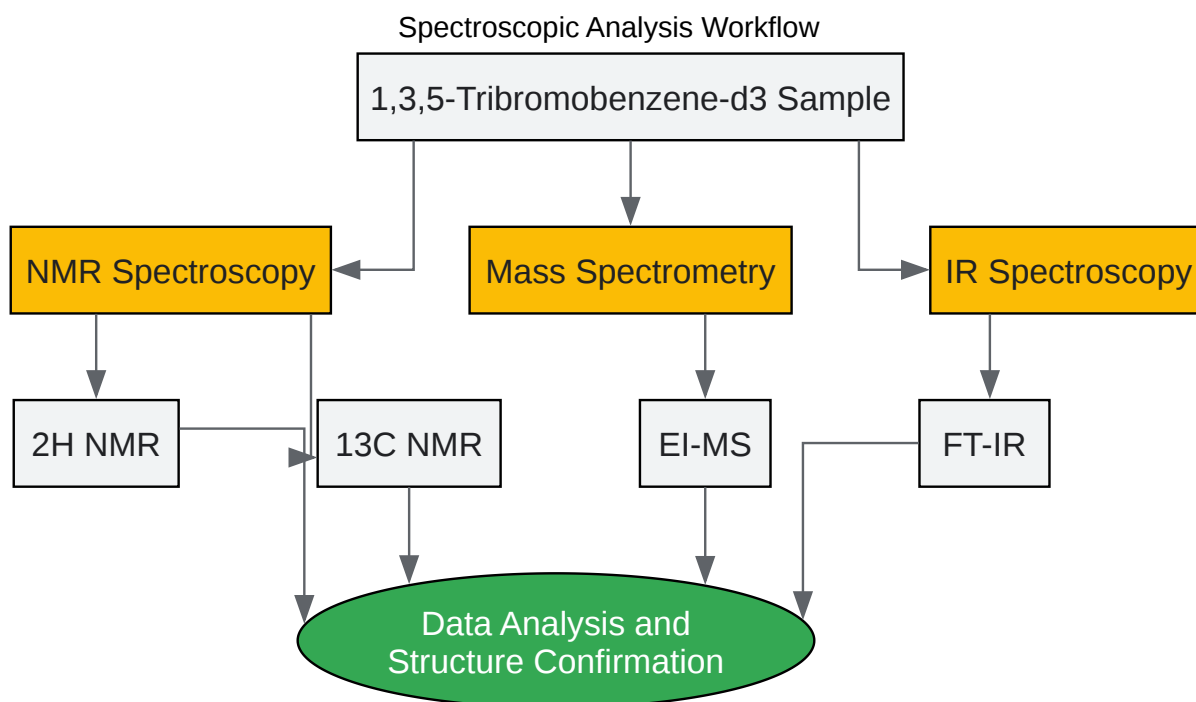 Spectroscopic Analysis Workflow
1,3,5-Tribromobenzene-d3 Sample
NMR Spectroscopy
Mass Spectrometry
IR Spectroscopy
2H NMR
13C NMR
EI-MS
FT-IR
Data Analysis and
Structure Confirmation